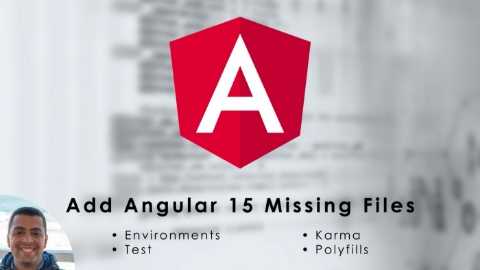 A
Add Angular 15 Missing Files
• Environments
• Test
• Karma
• Polyfills